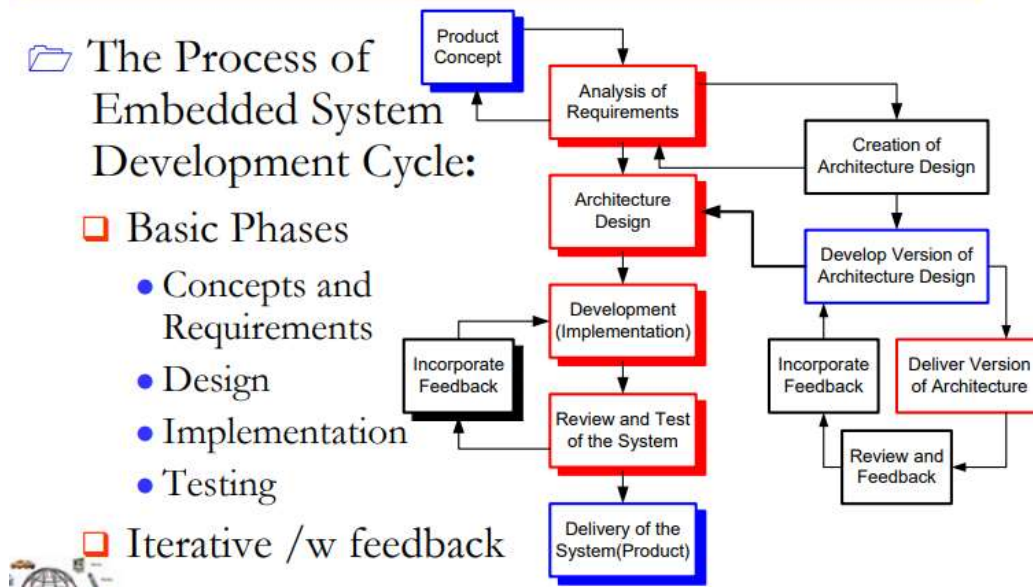 The Process of
Embedded System
Development Cycle:
Basic Phases
Concepts and
Requirements
Design
Implementation
Testing
Iterative /w feedback
Product
Concept
Analysis of
Requirements
Creation of
Architecture Design
Architecture
Design
Develop Version of
Architecture Design
Development
(Implementation)
Incorporate
Feedback
Incorporate
Feedback
Deliver Version
of Architecture
Review and Test
of the System
Review and
Feedback
Delivery of the
System(Product)